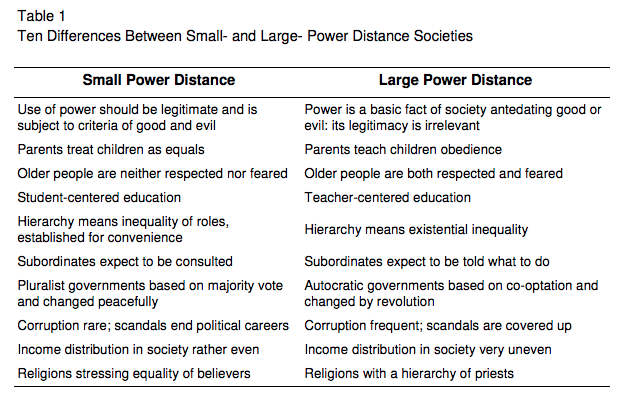 Table 1
Ten Differences Between Small- and Large- Power Distance Societies
Small Power Distance
Large Power Distance
Use of power should be legitimate and is
subject to criteria of good and evil
Power is a basic fact of society antedating good or
evil: its legitimacy is irrelevant
Parents treat children as equals
Parents teach children obedience
Older people are neither respected nor feared
Older people are both respected and feared
Student-centered education
Teacher-centered education
Hierarchy means inequality of roles,
established for convenience
Hierarchy means existential inequality
Subordinates expect to be consulted
Subordinates expect to be told what to do
Pluralist governments based on majority vote
and changed peacefully
Autocratic governments based on co-optation and
changed by revolution
Corruption rare; scandals end political careers
Corruption frequent; scandals are covered up
Income distribution in society rather even
Income distribution in society very uneven
Religions stressing equality of believers
Religions with a hierarchy of priests